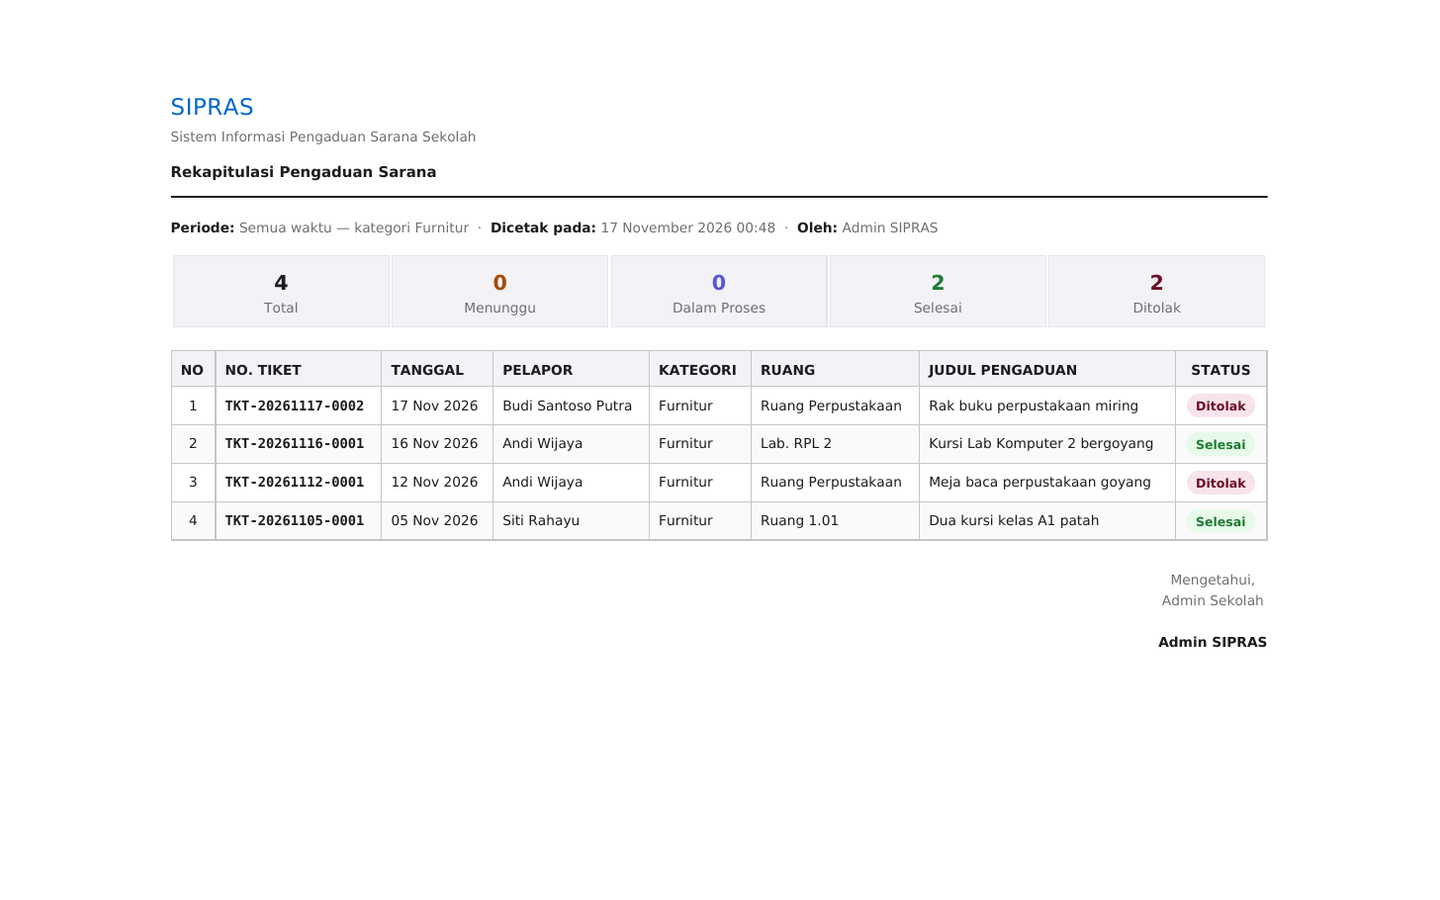 SIPRAS
Sistem Informasi Pengaduan Sarana Sekolah
Rekapitulasi Pengaduan Sarana
Periode: Semua waktu — kategori Furnitur · Dicetak pada: 17 November 2026 00:48 · Oleh: Admin SIPRAS
4 0 0 2 2
Total Menunggu Dalam Proses Selesai Ditolak
NO NO. TIKET TANGGAL PELAPOR KATEGORI RUANG JUDUL PENGADUAN STATUS
1 TKT-20261117-0002 17 Nov 2026 Budi Santoso Putra Furnitur Ruang Perpustakaan Rak buku perpustakaan miring Ditolak
2 TKT-20261116-0001 16 Nov 2026 Andi Wijaya Furnitur Lab. RPL 2 Kursi Lab Komputer 2 bergoyang Selesai
3 TKT-20261112-0001 12 Nov 2026 Andi Wijaya Furnitur Ruang Perpustakaan Meja baca perpustakaan goyang Ditolak
4 TKT-20261105-0001 05 Nov 2026 Siti Rahayu Furnitur Ruang 1.01 Dua kursi kelas A1 patah Selesai
Mengetahui,
Admin Sekolah
Admin SIPRAS